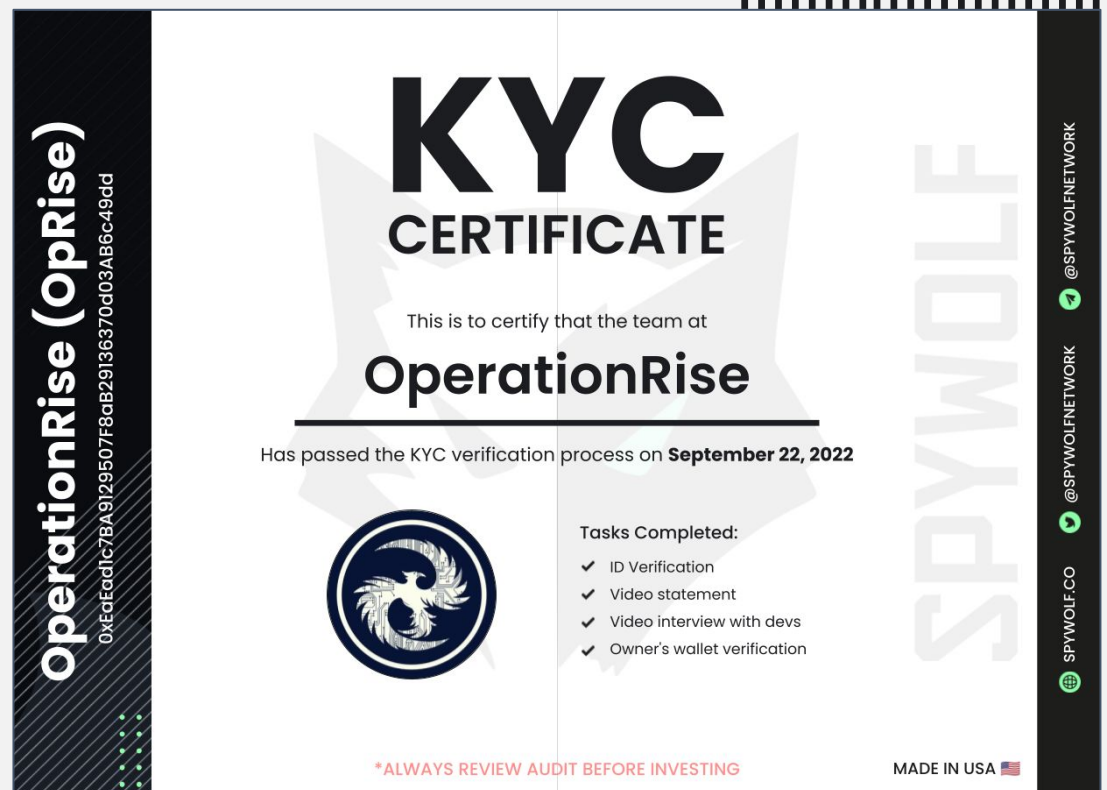 OperationRise (OpRise)
0xEaEad1c7BA9129507F8aB29136370d03AB6c49dd
KYC
CERTIFICATE
This is to certify that the team at
OperationRise
Has passed the KYC verification process on September 22, 2022
Tasks Completed:
ID Verification
Video statement
Video interview with devs
Owner's wallet verification
*ALWAYS REVIEW AUDIT BEFORE INVESTING
MADE IN USA 🇺🇸
SPYWOLF
SPYWOLF.CO
@SPYWOLFNETWORK
@SPYWOLFNETWORK